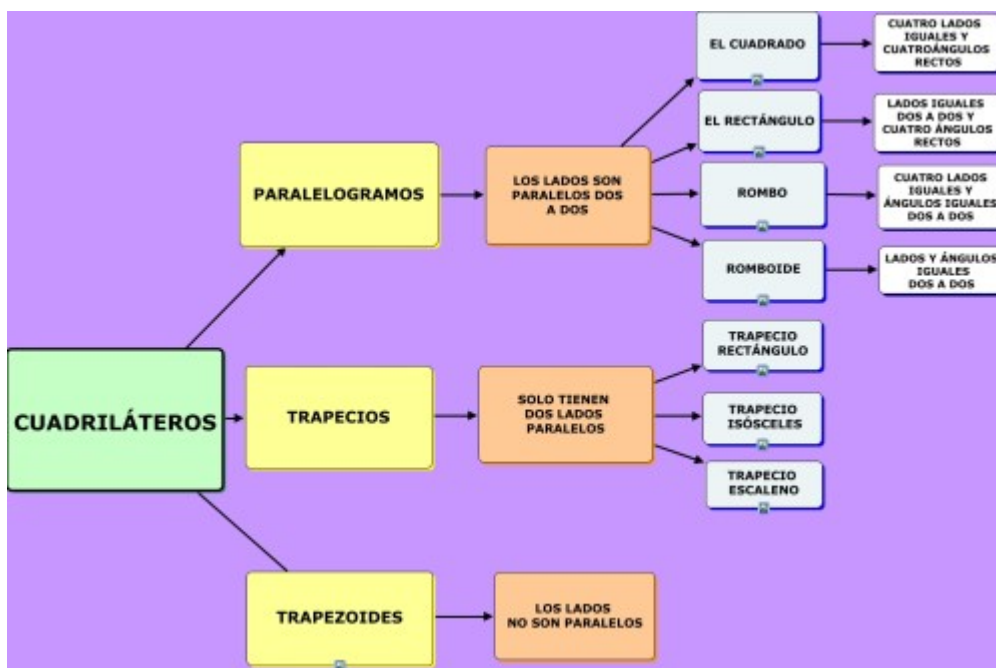 CUADRILÁTEROS
PARALELOGRAMOS
LOS LADOS SON
PARALELOS DOS
A DOS
EL CUADRADO
CUATRO LADOS
IGUALES Y
CUATROÁNGULOS
RECTOS
EL RECTÁNGULO
LADOS IGUALES
DOS A DOS Y
CUATRO ÁNGULOS
RECTOS
ROMBO
CUATRO LADOS
IGUALES Y
ÁNGULOS IGUALES
DOS A DOS
ROMBOIDE
LADOS Y ÁNGULOS
IGUALES
DOS A DOS
TRAPECIOS
SOLO TIENEN
DOS LADOS
PARALELOS
TRAPECIO
RECTÁNGULO
TRAPECIO
ISÓSCELES
TRAPECIO
ESCALENO
TRAPEZOIDES
LOS LADOS
NO SON PARALELOS